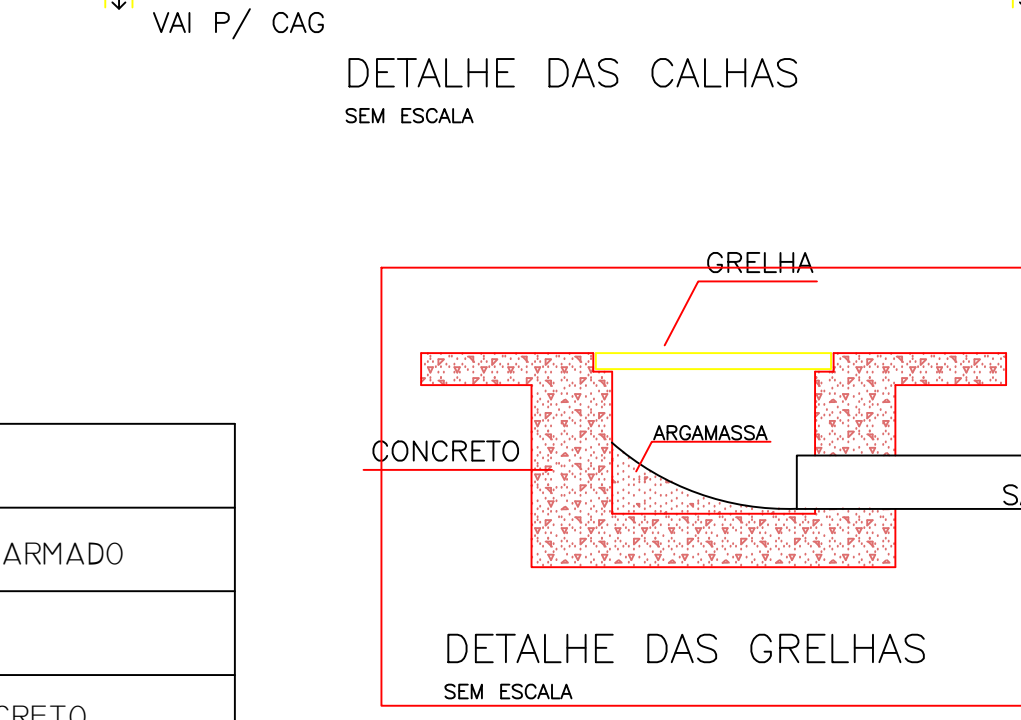 VAI P/ CAG
DETALHE DAS CALHAS
SEM ESCALA
GRELHA
ARGAMASSA
CONCRETO
ARMADO
DETALHE DAS GRELHAS
SEM ESCALA